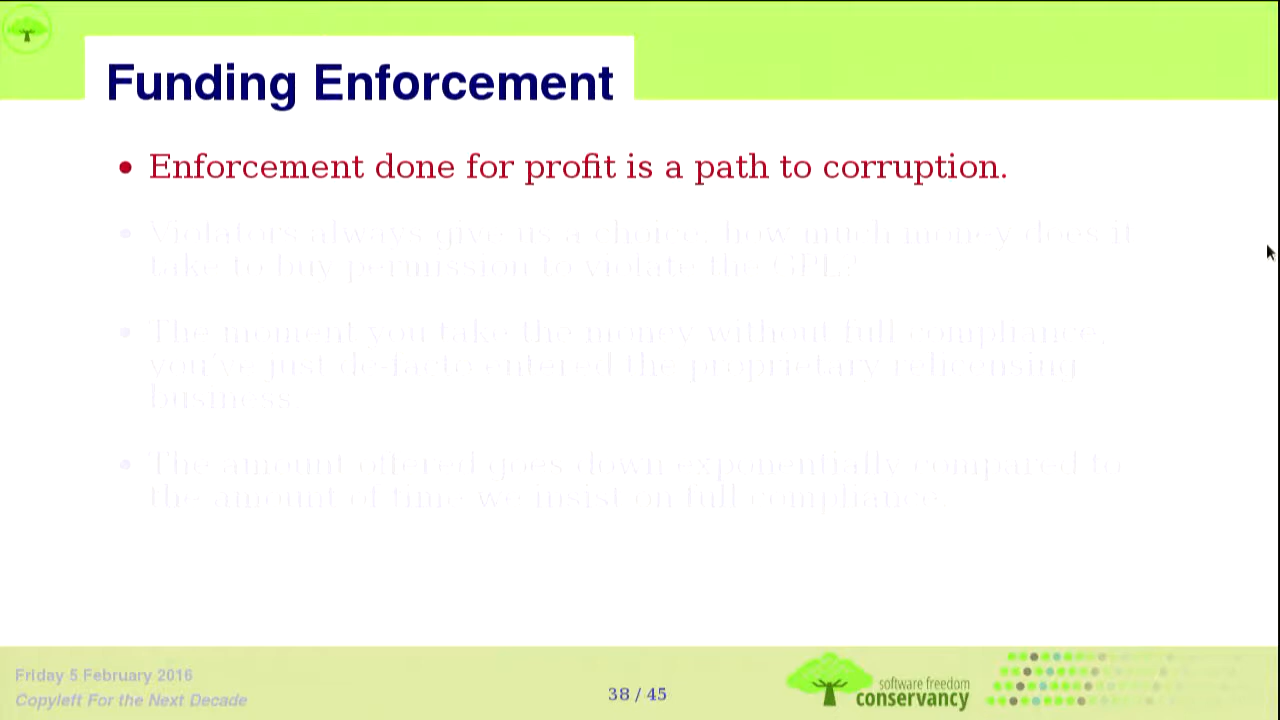 Funding Enforcement
• Enforcement done for profit is a path to corruption.
• Violators always give us a choice, how much money does it
take to buy permission to violate the GPL?
• The moment you take the money without full compliance,
you've just de-facto entered the proprietary relicensing
business.
• The amount offered goes down exponentially compared to
the amount of time we insist on full compliance.
Friday 5 February 2016
Copyleft For the Next Decade
38 / 45
software freedom
conservancy